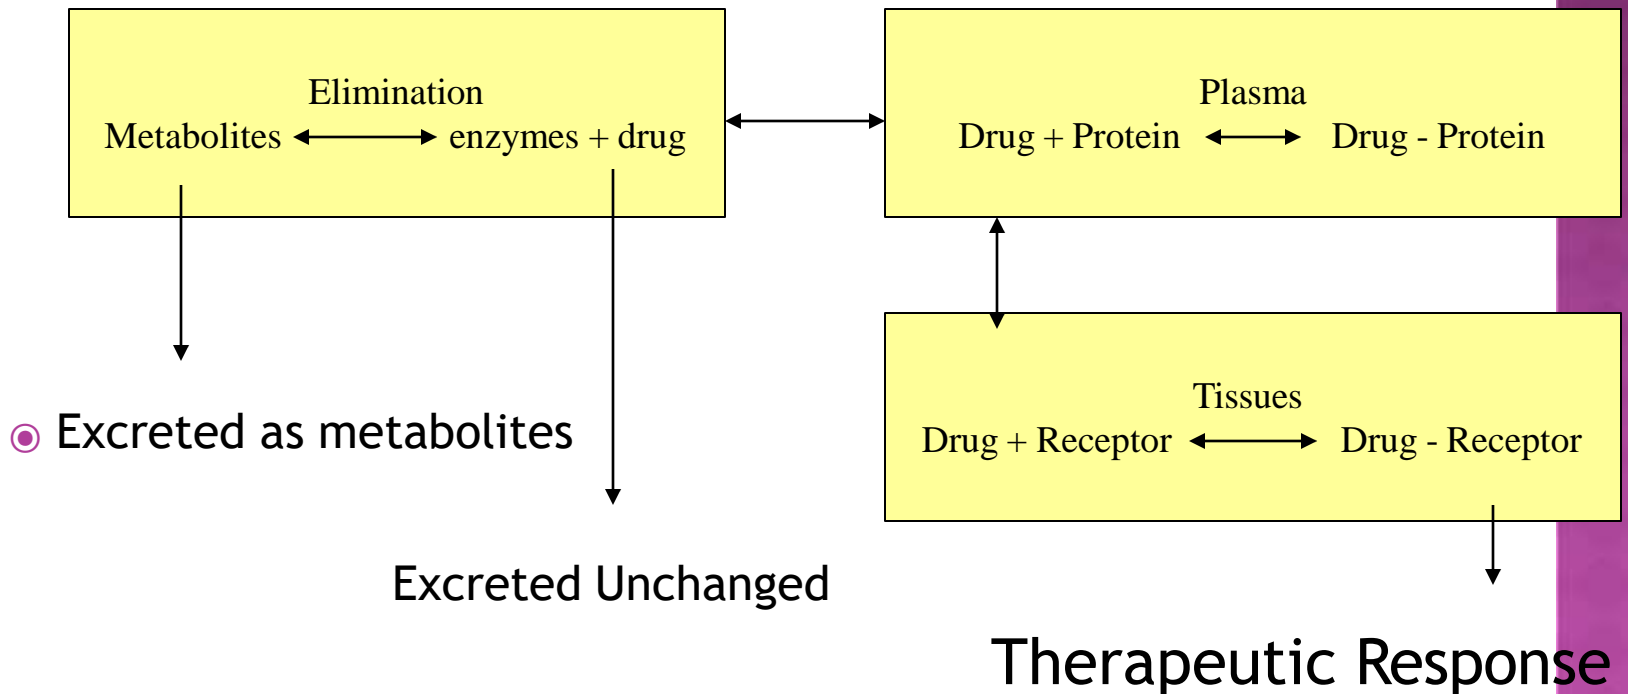 Elimination
Metabolites enzymes + drug
Plasma
Drug + Protein Drug - Protein
Tissues
Drug + Receptor Drug - Receptor
Excreted as metabolites
Excreted Unchanged
Therapeutic Response